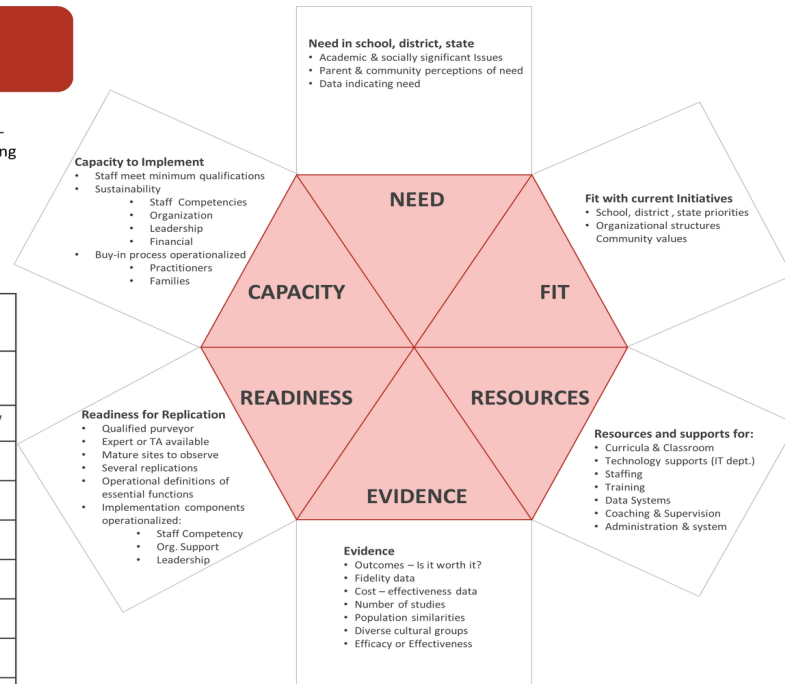 ng
Need in school, district, state
• Academic & socially significant Issues
• Parent & community perceptions of need
• Data indicating need
Capacity to Implement
• Staff meet minimum qualifications
• Sustainability
• Staff Competencies
• Organization
• Leadership
• Financial
• Buy-in process operationalized
• Practitioners
• Families
Fit with current Initiatives
• School, district , state priorities
• Organizational structures
Community values
NEED
CAPACITY
FIT
READINESS
RESOURCES
EVIDENCE
Readiness for Replication
• Qualified purveyor
• Expert or TA available
• Mature sites to observe
• Several replications
• Operational definitions of
essential functions
• Implementation components
operationalized:
• Staff Competency
• Org. Support
• Leadership
Resources and supports for:
• Curricula & Classroom
• Technology supports (IT dept.)
• Staffing
• Training
• Data Systems
• Coaching & Supervision
• Administration & system
Evidence
• Outcomes – Is it worth it?
• Fidelity data
• Cost – effectiveness data
• Number of studies
• Population similarities
• Diverse cultural groups
• Efficacy or Effectiveness